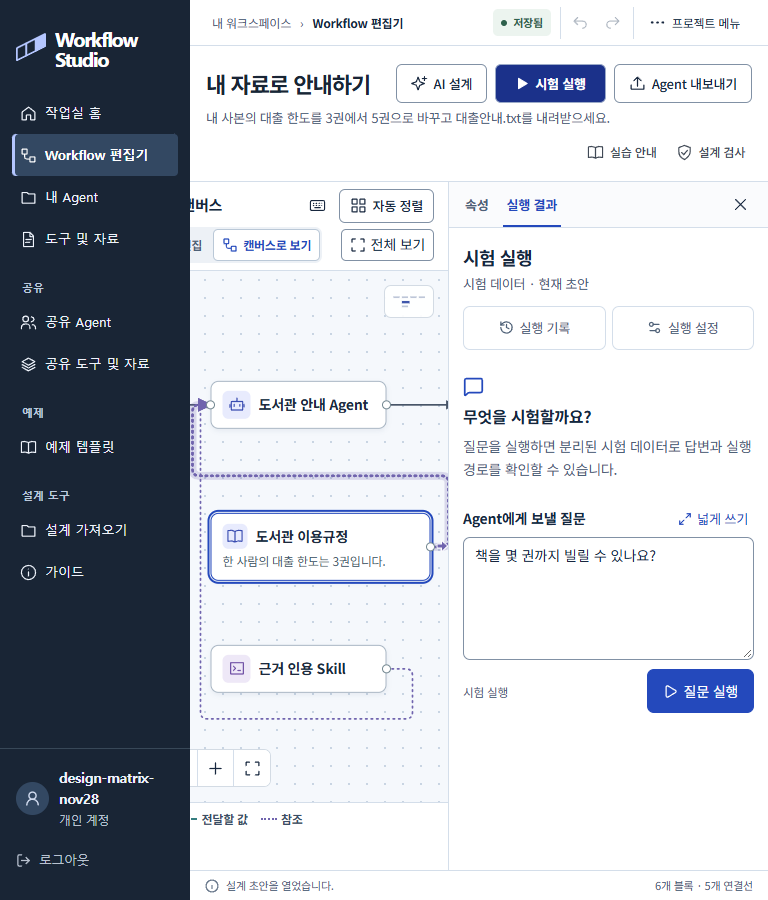 Workflow
Studio
작업실 홈
Workflow 편집기
내 Agent
도구 및 자료
공유
공유 Agent
공유 도구 및 자료
예제
예제 템플릿
설계 도구
설계 가져오기
가이드
design-matrix-
nov28
개인 계정
로그아웃
내 워크스페이스 › Workflow 편집기
저장됨
프로젝트 메뉴
내 자료로 안내하기
AI 설계
시험 실행
Agent 내보내기
내 사본의 대출 한도를 3권에서 5권으로 바꾸고 대출안내.txt를 내려받으세요.
실습 안내
설계 검사
캔버스
자동 정렬
집
캔버스로 보기
전체 보기
도서관 안내 Agent
도서관 이용규정
한 사람의 대출 한도는 3권입니다.
근거 인용 Skill
전달할 값
참조
속성
실행 결과
시험 실행
시험 데이터 · 현재 초안
실행 기록
실행 설정
무엇을 시험할까요?
질문을 실행하면 분리된 시험 데이터로 답변과 실행
경로를 확인할 수 있습니다.
Agent에게 보낼 질문
넓게 쓰기
책을 몇 권까지 빌릴 수 있나요?
시험 실행
질문 실행
설계 초안을 열었습니다.
6개 블록 · 5개 연결선